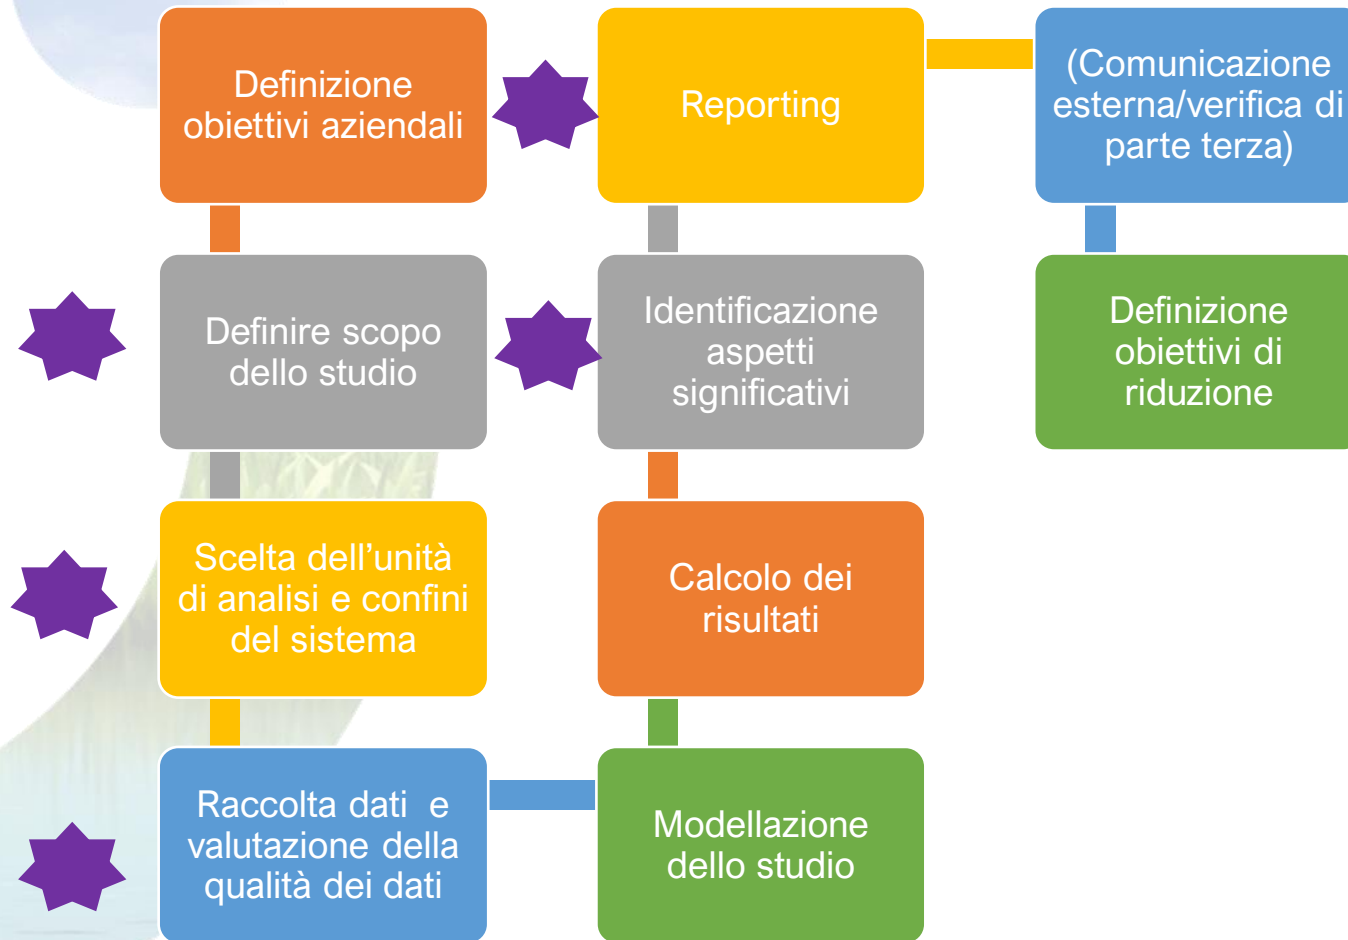 Definizione
obiettivi aziendali
Definire scopo
dello studio
Scelta dell’unità
di analisi e confini
del sistema
Raccolta dati  e
valutazione della
qualità dei dati
Modellazione
dello studio
Calcolo dei
risultati
Identificazione
aspetti
significativi
Reporting
(Comunicazione
esterna/verifica di
parte terza)
Definizione
obiettivi di
riduzione